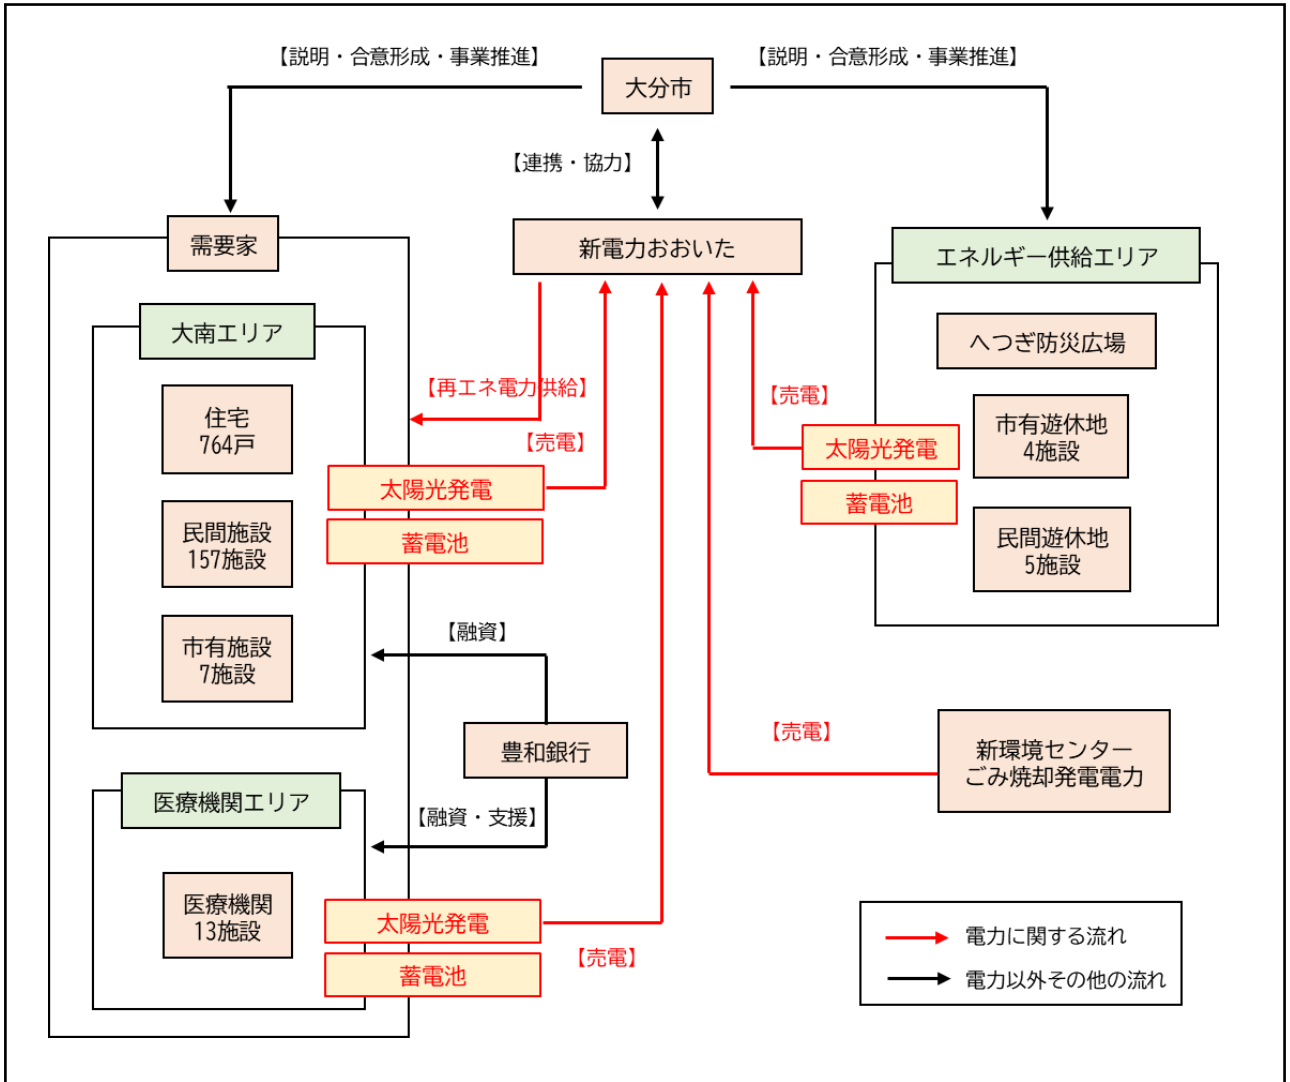 【説明・合意形成・事業推進】
【説明・合意形成・事業推進】
大分市
【連携・協力】
需要家
新電力おおいた
エネルギー供給エリア
大南エリア
へつぎ防災広場
【再エネ電力供給】
【売電】
住宅
764戸
市有遊休地
4施設
【売電】
太陽光発電
太陽光発電
蓄電池
蓄電池
民間施設
157施設
民間遊休地
5施設
【融資】
市有施設
7施設
【売電】
豊和銀行
新環境センター
ごみ焼却発電電力
医療機関エリア
【融資・支援】
医療機関
13施設
太陽光発電
蓄電池
【売電】
電力に関する流れ
電力以外その他の流れ